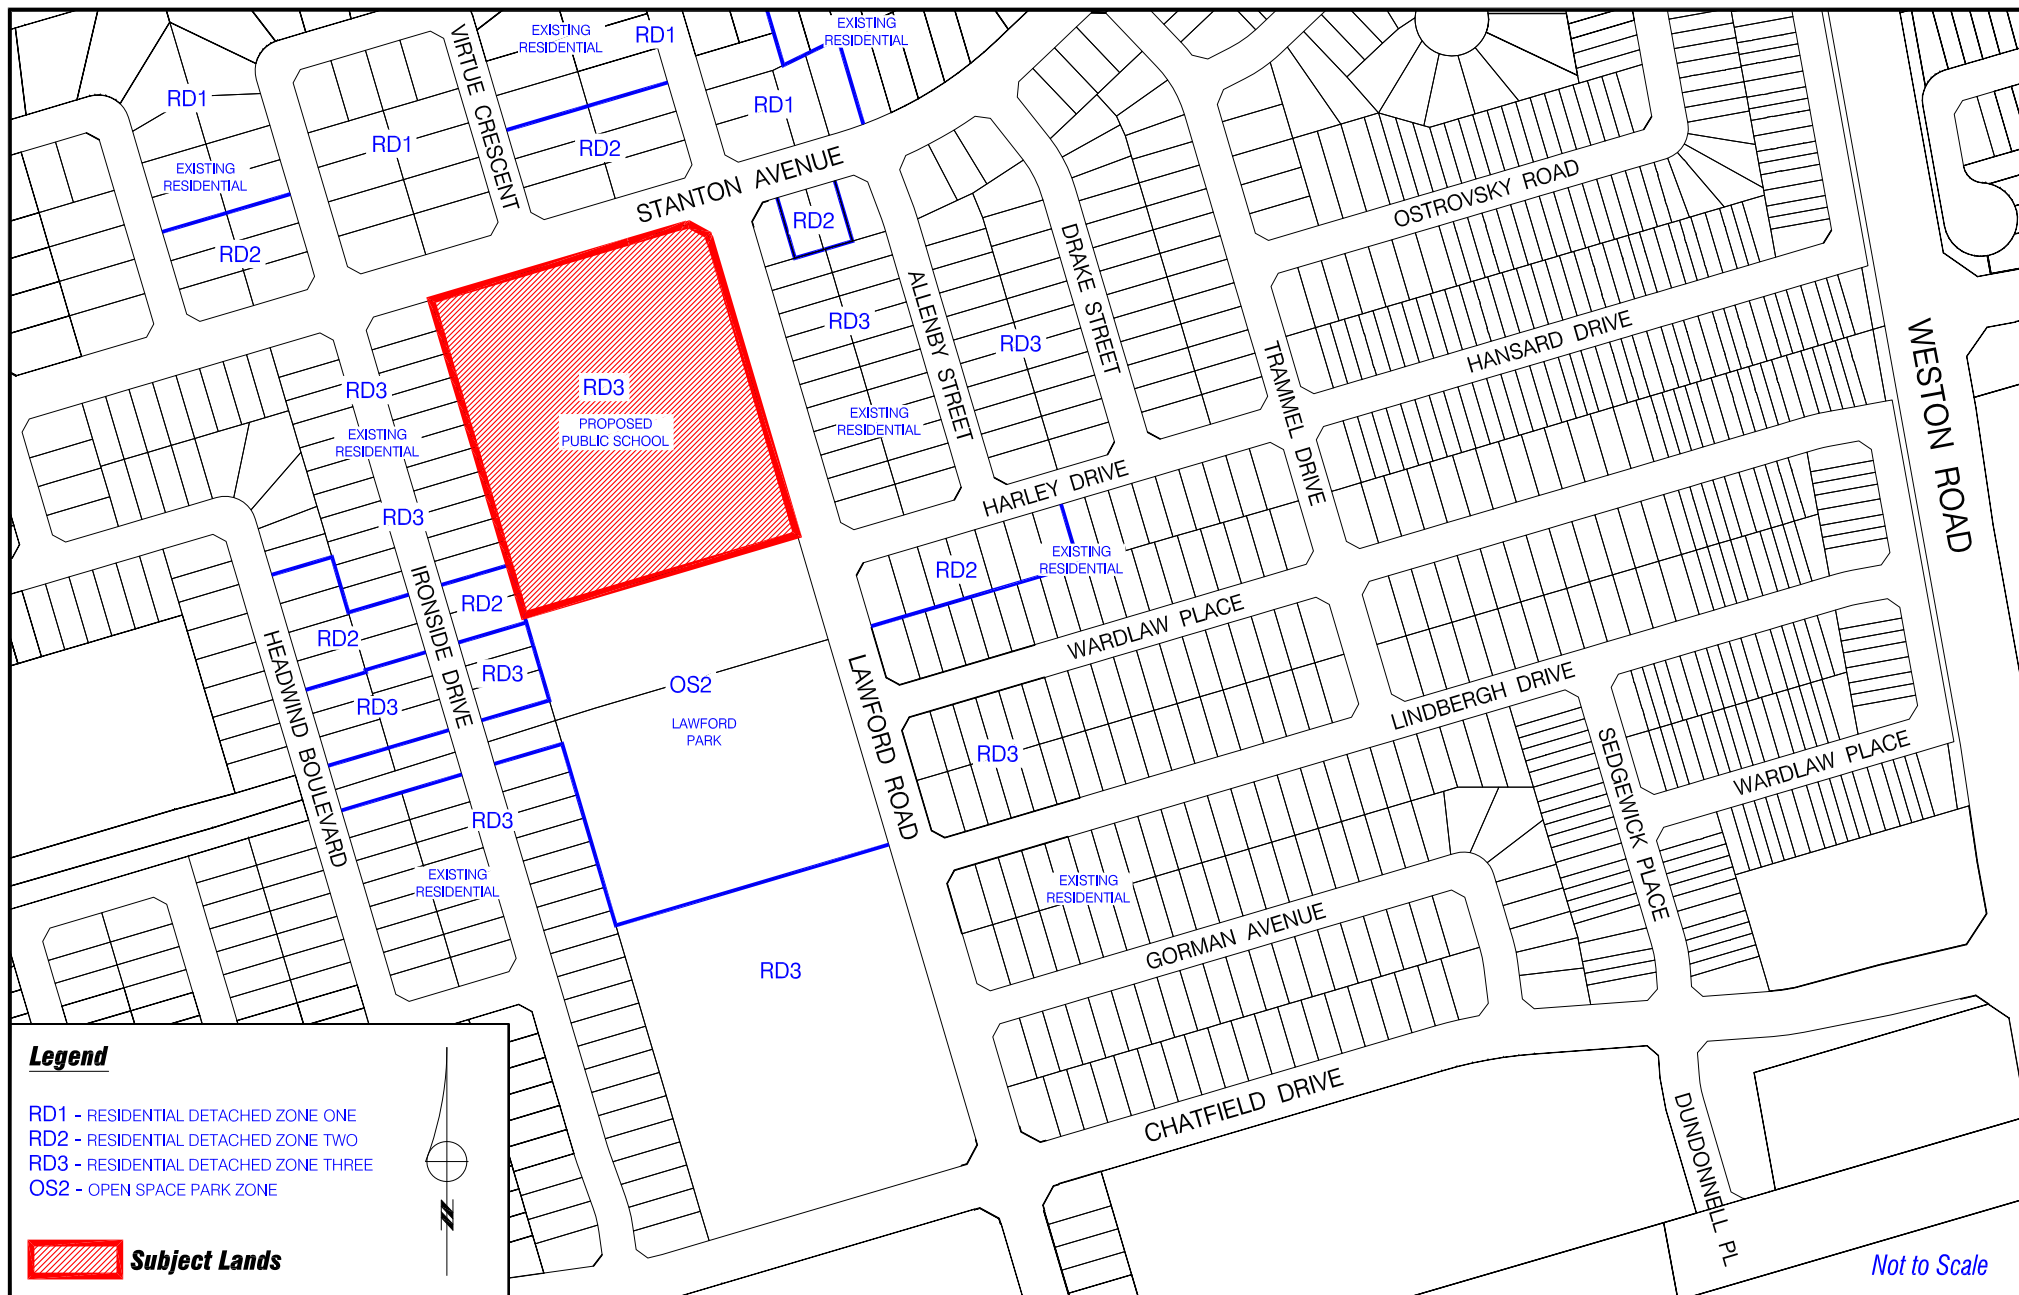 EXISTING
RESIDENTIAL
RD1
EXISTING
RESIDENTIAL
VIRTUE CRESCENT
RD1
RD1
RD1
RD2
EXISTING
RESIDENTIAL
STANTON AVENUE
RD2
RD2
OSTROVSKY ROAD
DRAKE STREET
ALLENBY STREET
RD3
RD3
HANSARD DRIVE
WESTON ROAD
TRAMMEL DRIVE
RD3
RD3
PROPOSED
PUBLIC SCHOOL
EXISTING
RESIDENTIAL
EXISTING
RESIDENTIAL
HARLEY DRIVE
RD3
EXISTING
RESIDENTIAL
RD2
IRONSIDE DRIVE
RD2
RD2
WARDLAW PLACE
HEADWIND BOULEVARD
RD3
RD3
OS2
LAWFORD
PARK
LAWFORD ROAD
LINDBERGH DRIVE
SEDGEWICK PLACE
WARDLAW PLACE
RD3
RD3
EXISTING
RESIDENTIAL
EXISTING
RESIDENTIAL
GORMAN AVENUE
RD3
CHATFIELD DRIVE
DUNDONNELL PL
Legend
RD1 - RESIDENTIAL DETACHED ZONE ONE
RD2 - RESIDENTIAL DETACHED ZONE TWO
RD3 - RESIDENTIAL DETACHED ZONE THREE
OS2 - OPEN SPACE PARK ZONE
N
Subject Lands
Not to Scale